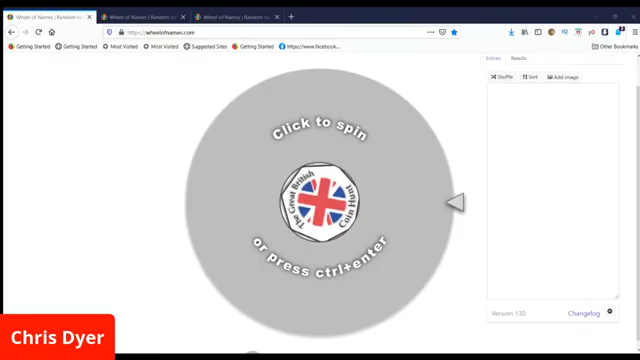 Wheel of Names | Random na
Wheel of Names | Random na
Wheel of Names | Random na
https://wheelofnames.com
Getting Started
Getting Started
Most Visited
Most Visited
Suggested Sites
Getting Started
https://www.facebook...
Other Bookmarks
Entries
Results
Shuffle
Sort
Add image
Click to spin
The Great British
Coin Hunt
or press ctrl+enter
Version 130
Changelog
Chris Dyer